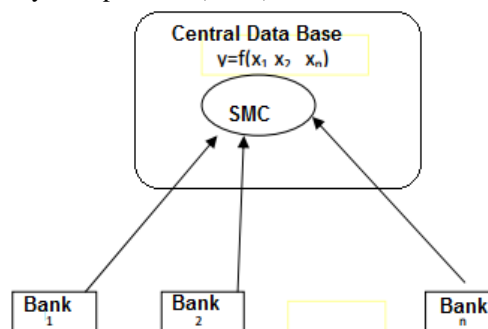 Central Data Base
y=f(x₁ x₂ xₙ)
SMC
Bank
1
Bank
2
Bank
n